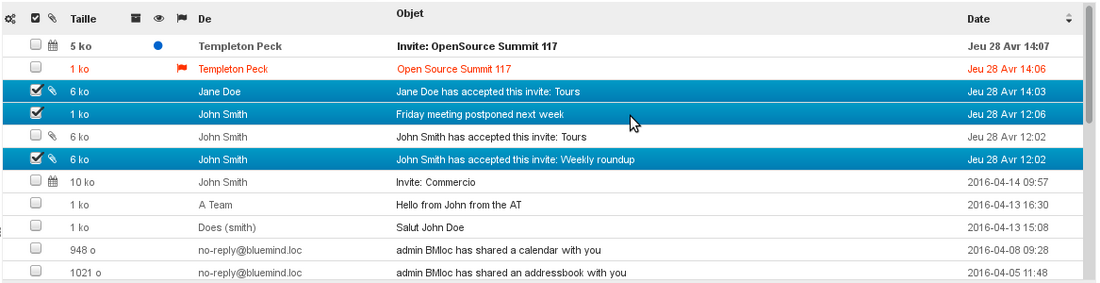 Taille De Objet Date
5 ko Templeton Peck Invite: OpenSource Summit 117 Jeu 28 Avr 14:07
1 ko Templeton Peck Open Source Summit 117 Jeu 28 Avr 14:06
6 ko Jane Doe Jane Doe has accepted this invite: Tours Jeu 28 Avr 14:03
1 ko John Smith Friday meeting postponed next week Jeu 28 Avr 12:06
6 ko John Smith John Smith has accepted this invite: Tours Jeu 28 Avr 12:02
6 ko John Smith John Smith has accepted this invite: Weekly roundup Jeu 28 Avr 12:02
10 ko John Smith Invite: Commercio 2016-04-14 09:57
1 ko A Team Hello from John from the AT 2016-04-13 16:30
1 ko Does (smith) Salut John Doe 2016-04-13 15:08
948 o no-reply@bluemind.loc admin BMloc has shared a calendar with you 2016-04-08 09:28
1021 o no-reply@bluemind.loc admin BMloc has shared an addressbook with you 2016-04-05 11:48